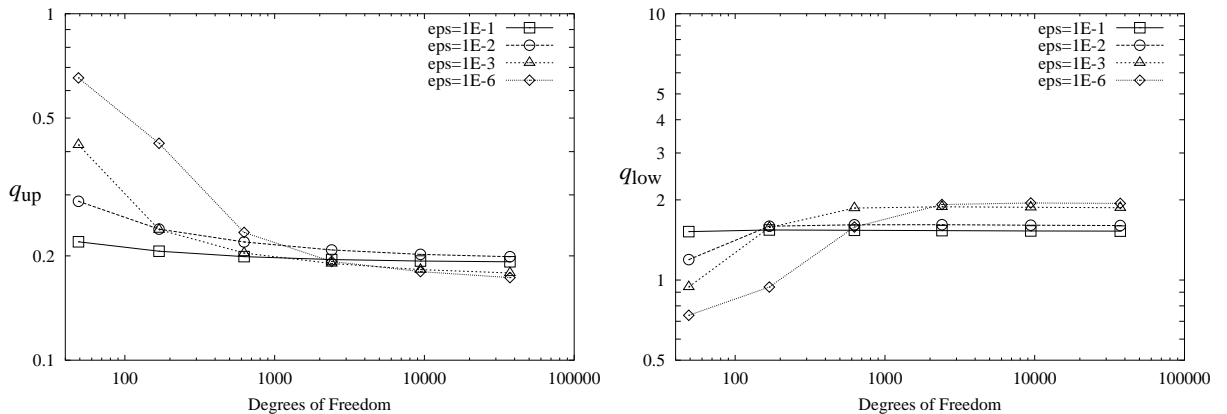 1
0.5
0.2
0.1
q_up
100
1000
10000
100000
Degrees of Freedom
eps=1E-1
eps=1E-2
eps=1E-3
eps=1E-6
10
5
4
3
2
1
0.5
q_low
100
1000
10000
100000
Degrees of Freedom
eps=1E-1
eps=1E-2
eps=1E-3
eps=1E-6